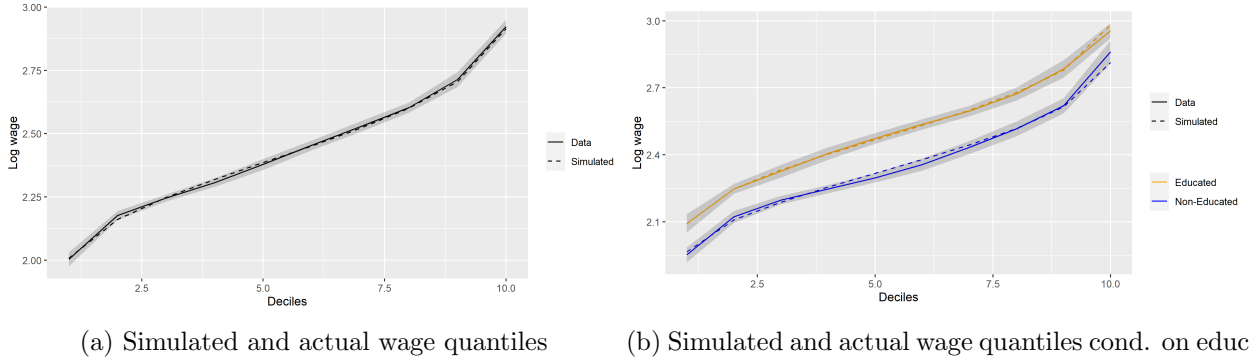 3.00
2.75
2.50
2.25
2.00
Log wage
2.5
5.0
7.5
10.0
Deciles
Data
Simulated
(a) Simulated and actual wage quantiles
3.0
2.7
2.4
2.1
Log wage
2.5
5.0
7.5
10.0
Deciles
Data
Simulated
Educated
Non-Educated
(b) Simulated and actual wage quantiles cond. on educ